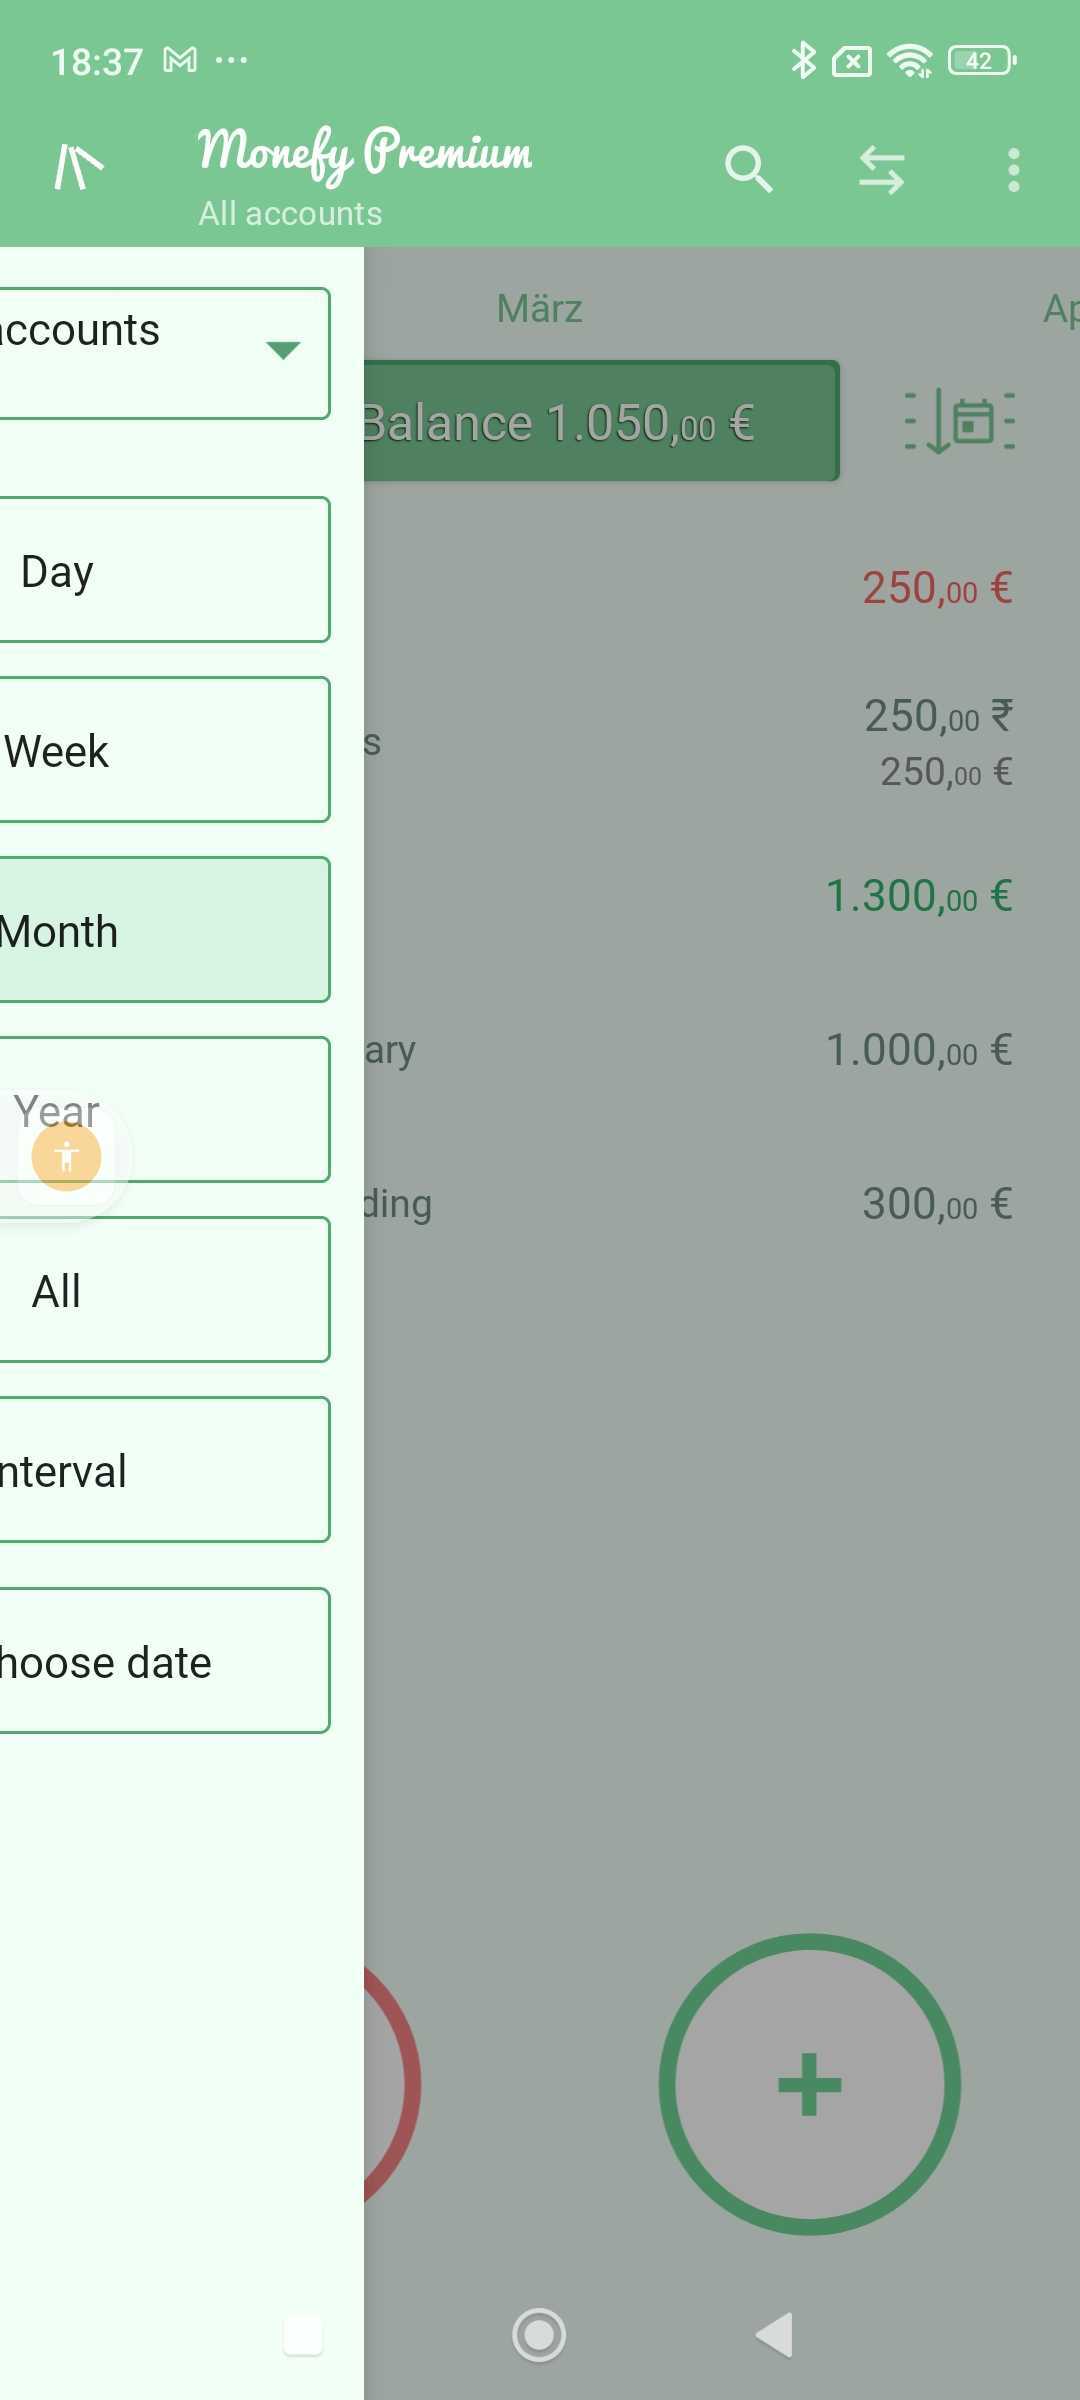 18:37
42
Monefy Premium
All accounts
März
Ap
accounts
Balance 1.050,00 €
Day
250,00 €
Week
s
250,00 ₹
250,00 €
Month
1.300,00 €
Year
ary
1.000,00 €
ding
300,00 €
All
nterval
hoose date